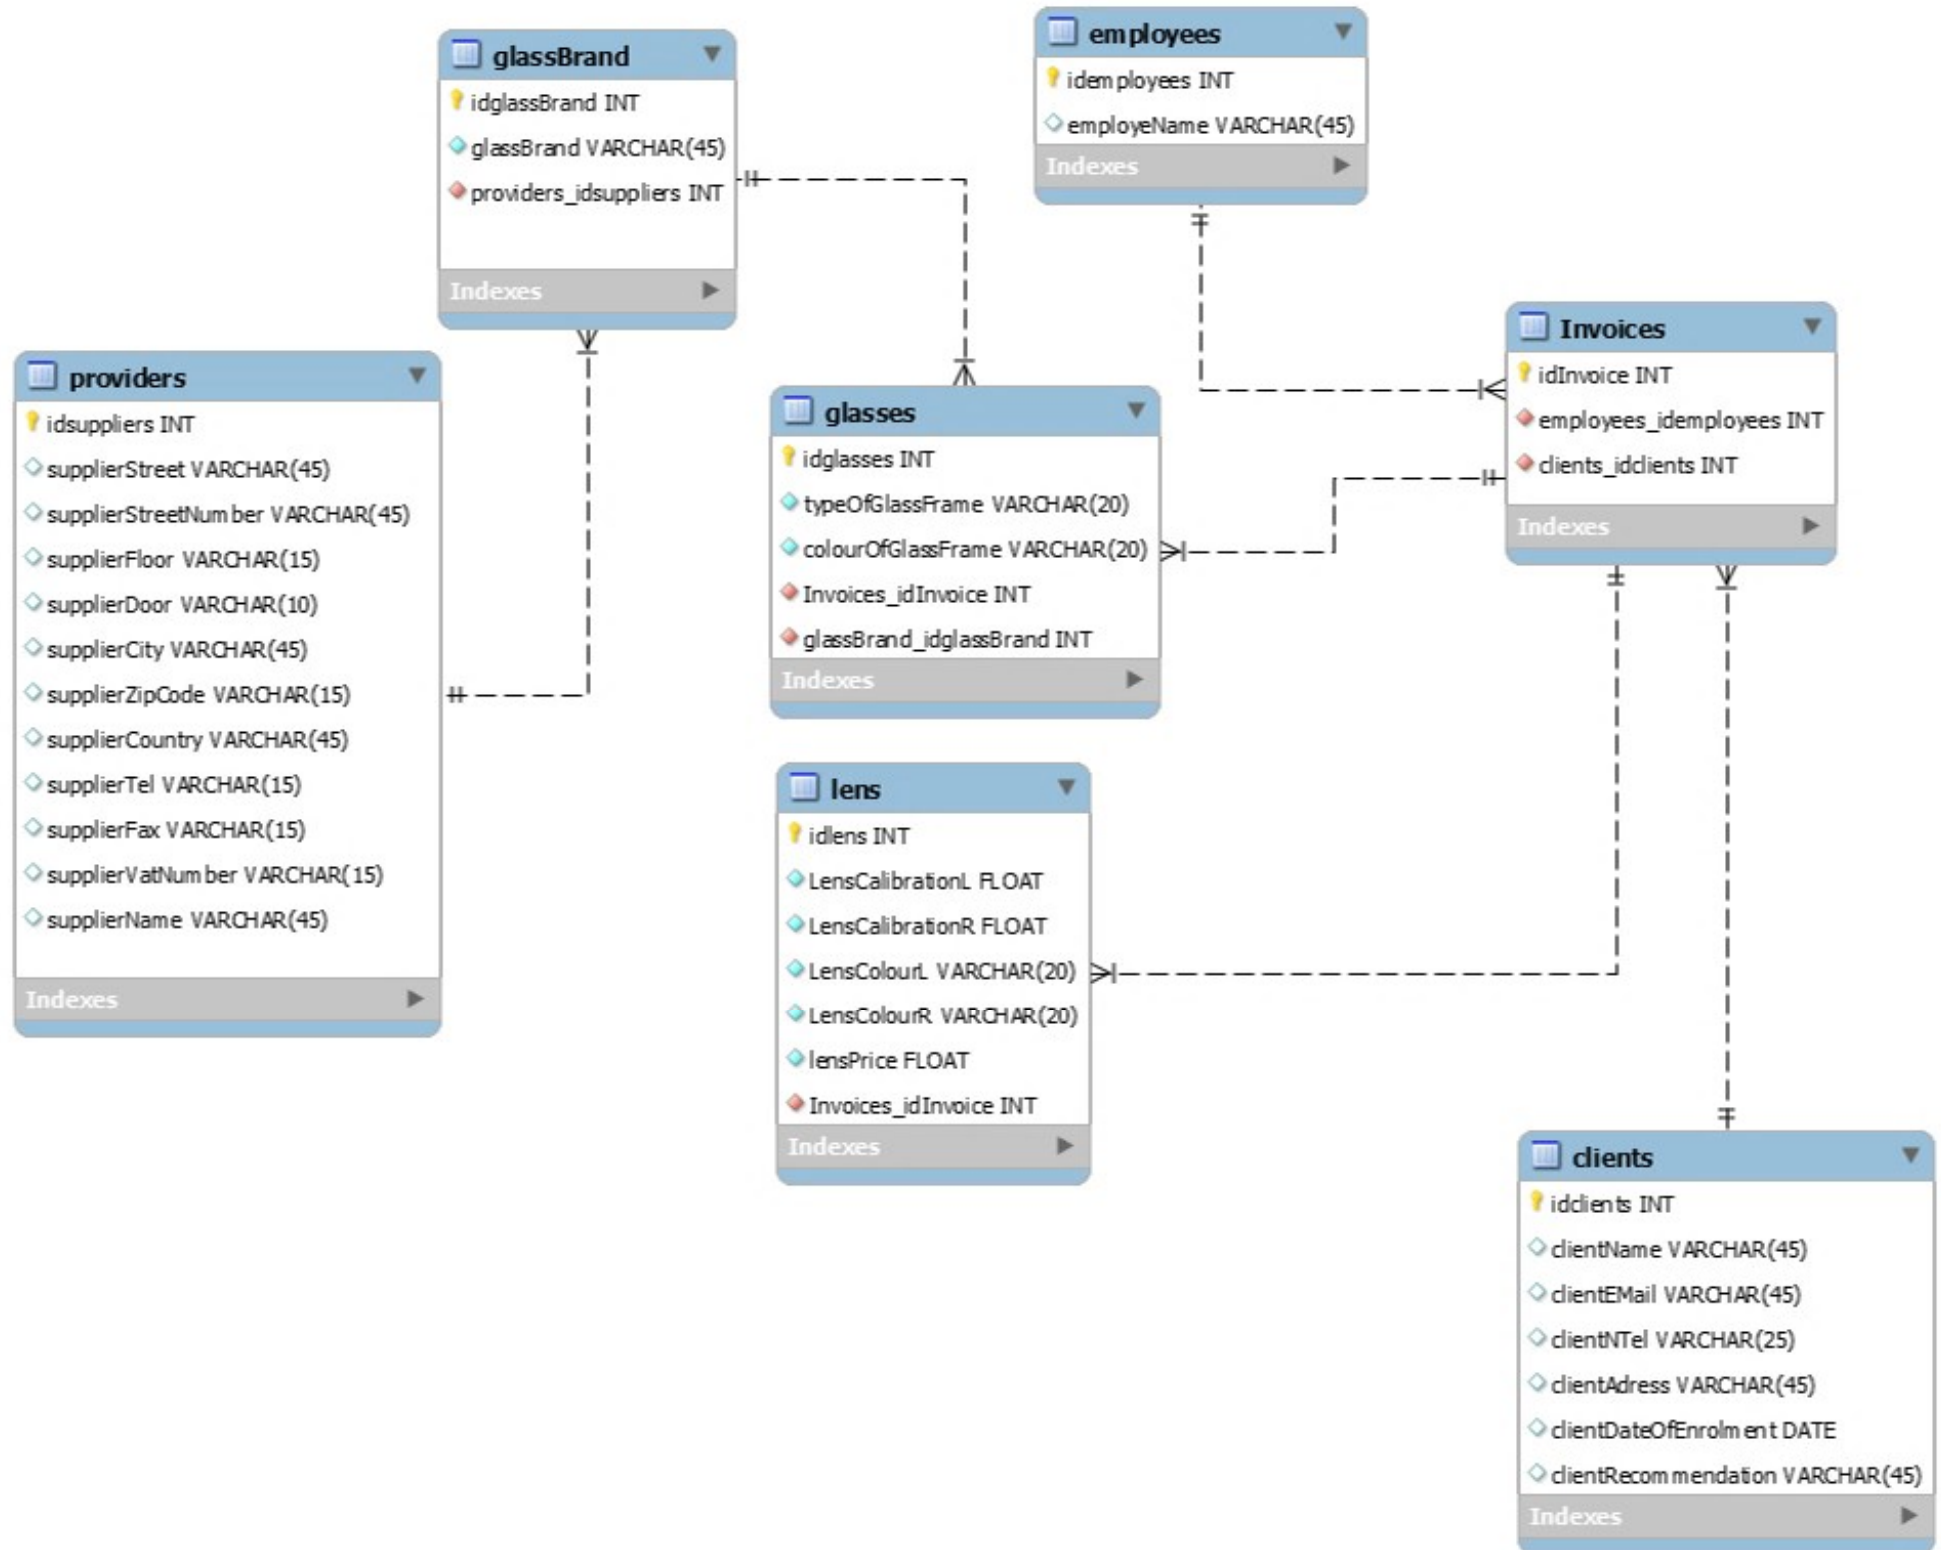 glassBrand
idglassBrand INT
glassBrand VARCHAR(45)
providers_idsuppliers INT
Indexes
employees
idemployees INT
employeName VARCHAR(45)
Indexes
providers
idsuppliers INT
supplierStreet VARCHAR(45)
supplierStreetNumber VARCHAR(45)
supplierFloor VARCHAR(15)
supplierDoor VARCHAR(10)
supplierCity VARCHAR(45)
supplierZipCode VARCHAR(15)
supplierCountry VARCHAR(45)
supplierTel VARCHAR(15)
supplierFax VARCHAR(15)
supplierVatNumber VARCHAR(15)
supplierName VARCHAR(45)
Indexes
glasses
idglasses INT
typeOfGlassFrame VARCHAR(20)
colourOfGlassFrame VARCHAR(20)
Invoices_idInvoice INT
glassBrand_idglassBrand INT
Indexes
Invoices
idInvoice INT
employees_idemployees INT
clients_idclients INT
Indexes
lens
idlens INT
LensCalibrationL FLOAT
LensCalibrationR FLOAT
LensColourL VARCHAR(20)
LensColourR VARCHAR(20)
lensPrice FLOAT
Invoices_idInvoice INT
Indexes
clients
idclients INT
clientName VARCHAR(45)
clientEMail VARCHAR(45)
clientNTel VARCHAR(25)
clientAdress VARCHAR(45)
clientDateOfEnrolment DATE
clientRecommendation VARCHAR(45)
Indexes